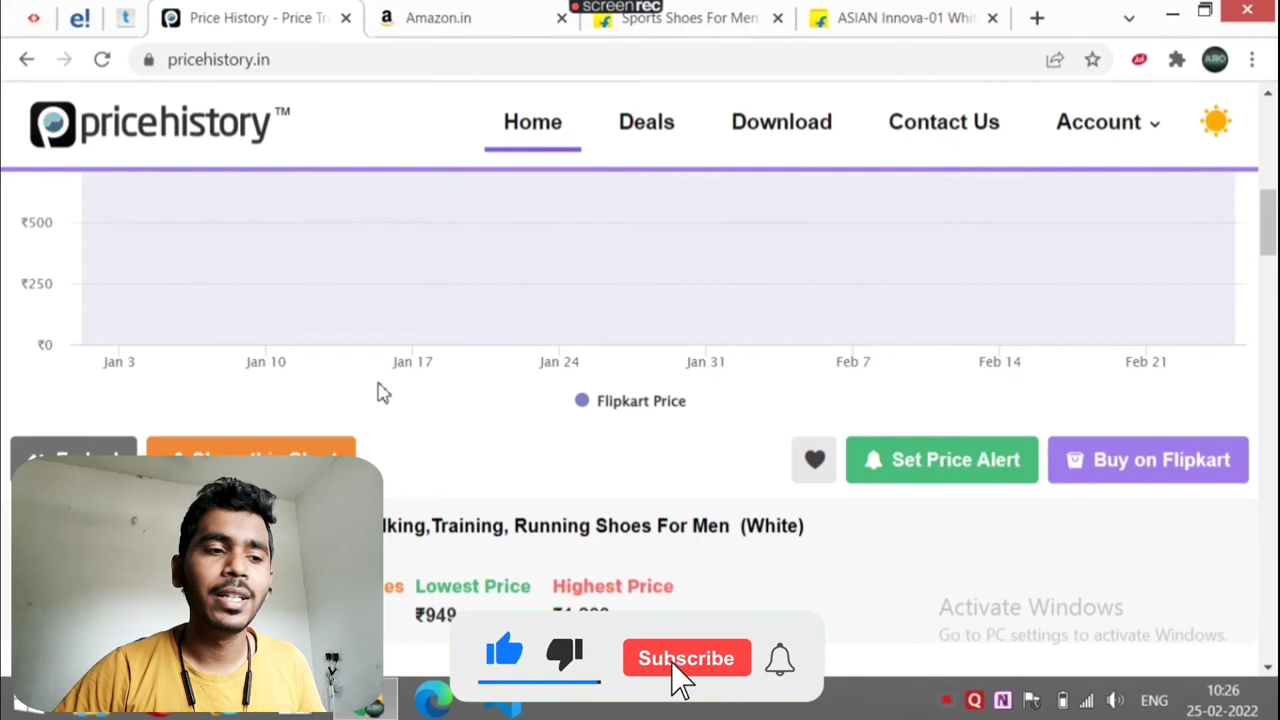 screenrec
e!
t
Price History - Price Tr
Amazon.in
Sports Shoes For Men
ASIAN Innova-01 Whi
pricehistory.in
pricehistory™
Home
Deals
Download
Contact Us
Account
₹500
₹250
₹0
Jan 3
Jan 10
Jan 17
Jan 24
Jan 31
Feb 7
Feb 14
Feb 21
Flipkart Price
Set Price Alert
Buy on Flipkart
lking,Training, Running Shoes For Men (White)
es
Lowest Price
Highest Price
₹949
Activate Windows
Go to PC settings to activate Windows.
Subscribe
ENG
10:26
25-02-2022